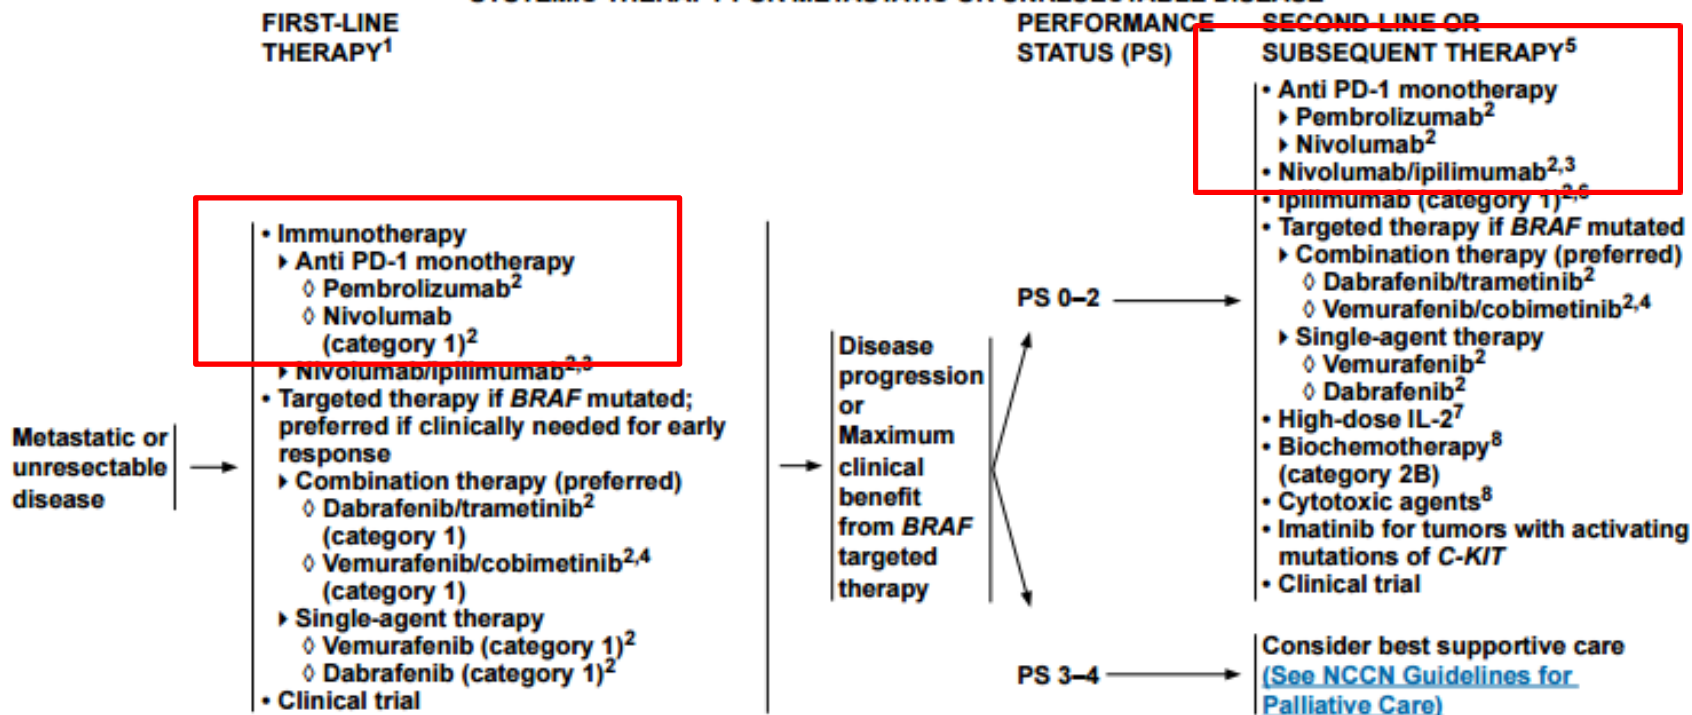 FIRST-LINE
THERAPY1
PERFORMANCE
STATUS (PS)
SECOND-LINE OR
SUBSEQUENT THERAPY5
Metastatic or
unresectable
disease
• Immunotherapy
▸ Anti PD-1 monotherapy
◊ Pembrolizumab2
◊ Nivolumab
(category 1)2
▸ Nivolumab/ipilimumab2,3
• Targeted therapy if BRAF mutated;
preferred if clinically needed for early
response
▸ Combination therapy (preferred)
◊ Dabrafenib/trametinib2
(category 1)
◊ Vemurafenib/cobimetinib2,4
(category 1)
▸ Single-agent therapy
◊ Vemurafenib (category 1)2
◊ Dabrafenib (category 1)2
• Clinical trial
Disease
progression
or
Maximum
clinical
benefit
from BRAF
targeted
therapy
PS 0–2
• Anti PD-1 monotherapy
▸ Pembrolizumab2
▸ Nivolumab2
• Nivolumab/ipilimumab2,3
• Ipilimumab (category 1)2,6
• Targeted therapy if BRAF mutated
▸ Combination therapy (preferred)
◊ Dabrafenib/trametinib2
◊ Vemurafenib/cobimetinib2,4
▸ Single-agent therapy
◊ Vemurafenib2
◊ Dabrafenib2
• High-dose IL-27
• Biochemotherapy8
(category 2B)
• Cytotoxic agents8
• Imatinib for tumors with activating
mutations of C-KIT
• Clinical trial
PS 3–4
Consider best supportive care
(See NCCN Guidelines for
Palliative Care)